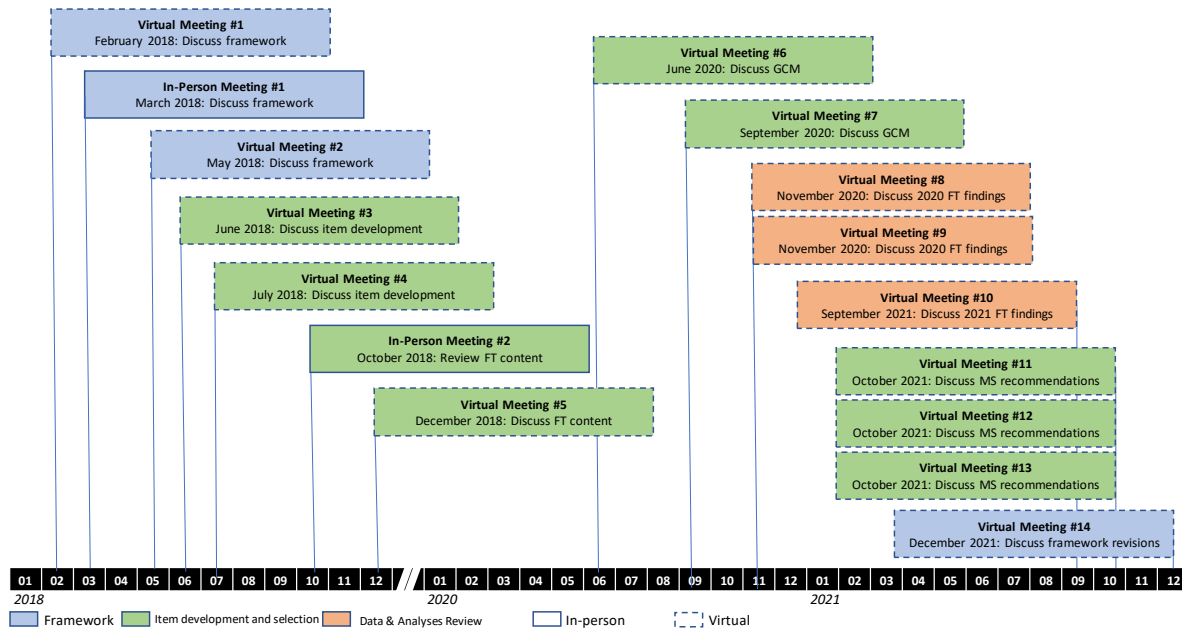 Virtual Meeting #1
February 2018: Discuss framework
In-Person Meeting #1
March 2018: Discuss framework
Virtual Meeting #2
May 2018: Discuss framework
Virtual Meeting #3
June 2018: Discuss item development
Virtual Meeting #4
July 2018: Discuss item development
In-Person Meeting #2
October 2018: Review FT content
Virtual Meeting #5
December 2018: Discuss FT content
Virtual Meeting #6
June 2020: Discuss GCM
Virtual Meeting #7
September 2020: Discuss GCM
Virtual Meeting #8
November 2020: Discuss 2020 FT findings
Virtual Meeting #9
November 2020: Discuss 2020 FT findings
Virtual Meeting #10
September 2021: Discuss 2021 FT findings
Virtual Meeting #11
October 2021: Discuss MS recommendations
Virtual Meeting #12
October 2021: Discuss MS recommendations
Virtual Meeting #13
October 2021: Discuss MS recommendations
Virtual Meeting #14
December 2021: Discuss framework revisions
01 02 03 04 05 06 07 08 09 10 11 12 // 01 02 03 04 05 06 07 08 09 10 11 12 01 02 03 04 05 06 07 08 09 10 11 12
2018 2020 2021
Framework Item development and selection Data & Analyses Review In-person Virtual